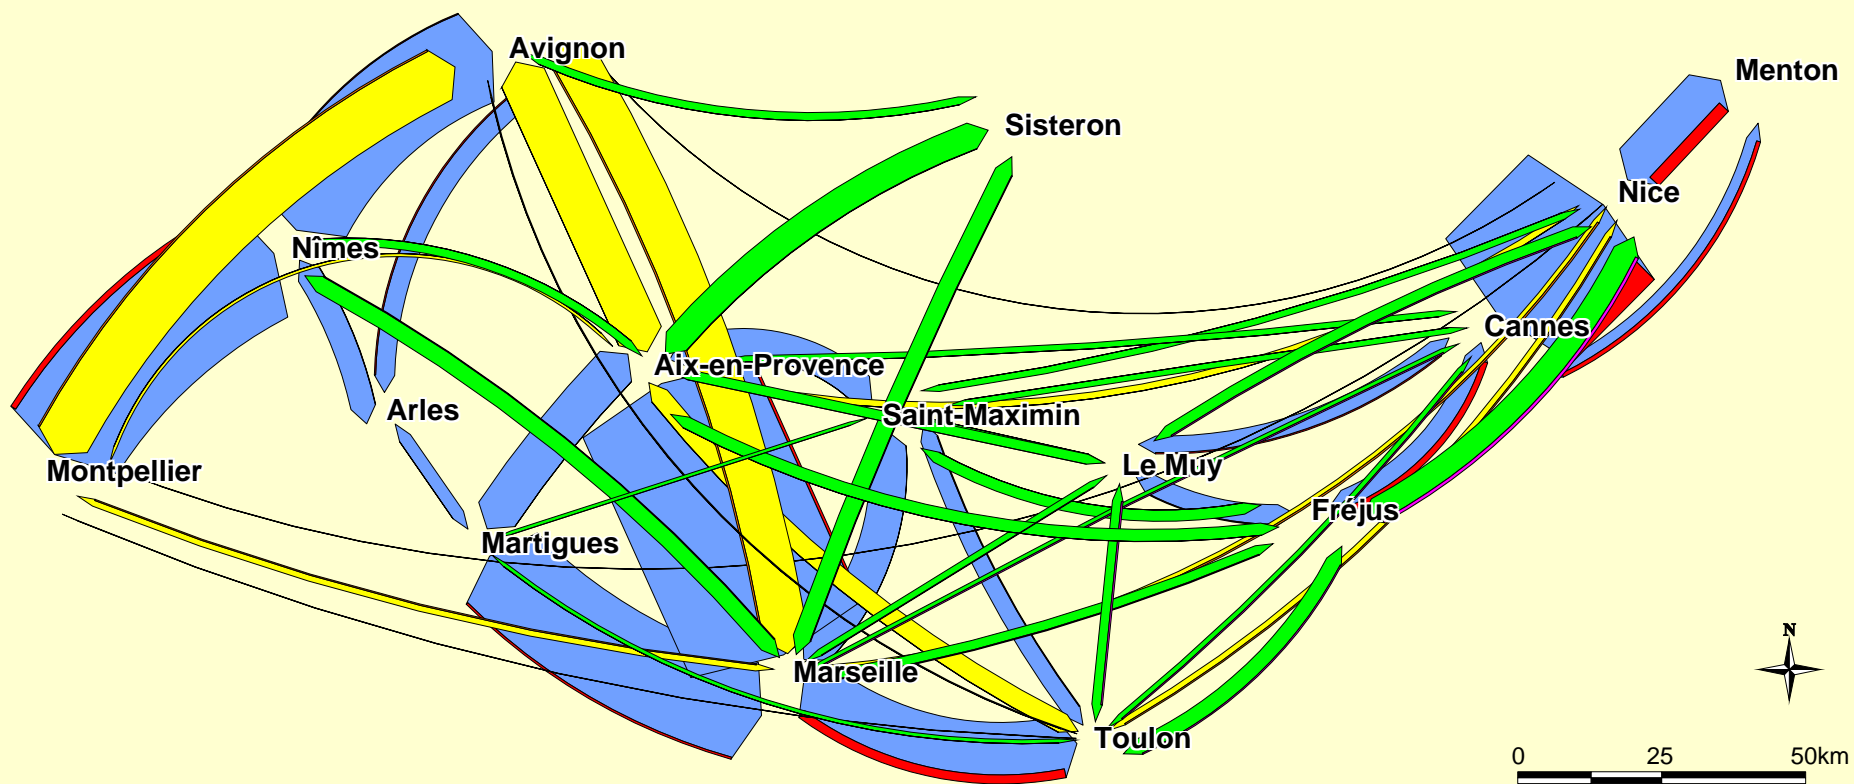 Avignon
Menton
Sisteron
Nice
Nîmes
Cannes
Aix-en-Provence
Arles
Saint-Maximin
Le Muy
Montpellier
Fréjus
Martigues
N
Marseille
Toulon
0 25 50km